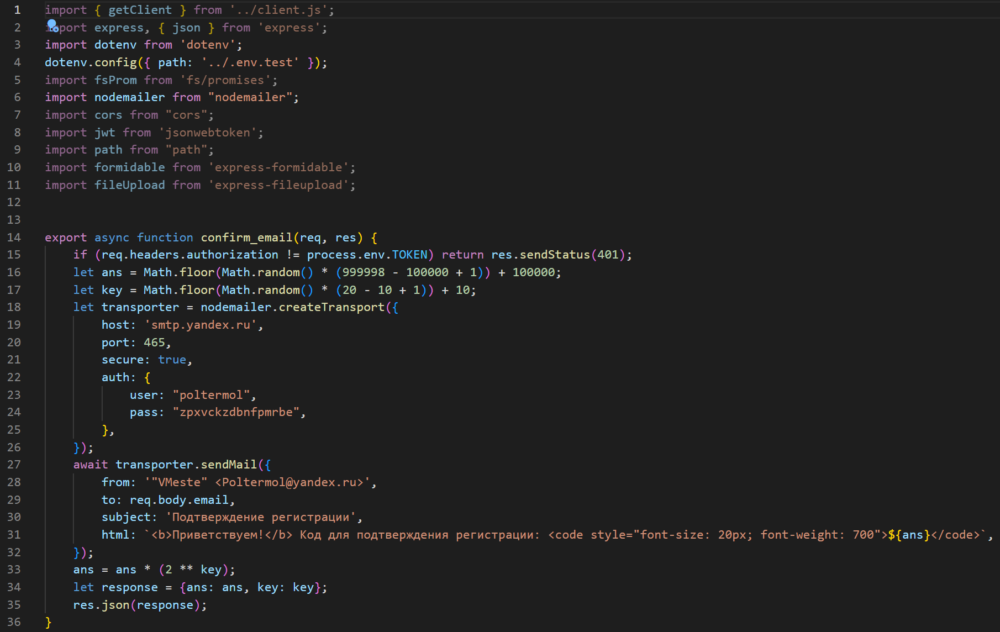 1 import { getClient } from '../client.js';
2 import express, { json } from 'express';
3 import dotenv from 'dotenv';
4 dotenv.config({ path: '../.env.test' });
5 import fsProm from 'fs/promises';
6 import nodemailer from "nodemailer";
7 import cors from "cors";
8 import jwt from 'jsonwebtoken';
9 import path from "path";
10 import formidable from 'express-formidable';
11 import fileUpload from 'express-fileupload';
12
13
14 export async function confirm_email(req, res) {
15     if (req.headers.authorization != process.env.TOKEN) return res.sendStatus(401);
16     let ans = Math.floor(Math.random() * (999998 - 100000 + 1)) + 100000;
17     let key = Math.floor(Math.random() * (20 - 10 + 1)) + 10;
18     let transporter = nodemailer.createTransport({
19         host: 'smtp.yandex.ru',
20         port: 465,
21         secure: true,
22         auth: {
23             user: "poltermol",
24             pass: "zpxvckzdbnfpmrbe",
25         },
26     });
27     await transporter.sendMail({
28         from: '"VMeste" <Poltermol@yandex.ru>',
29         to: req.body.email,
30         subject: 'Подтверждение регистрации',
31         html: `<b>Приветствуем!</b> Код для подтверждения регистрации: <code style="font-size: 20px; font-weight: 700">${ans}</code>`,
32     });
33     ans = ans * (2 ** key);
34     let response = {ans: ans, key: key};
35     res.json(response);
36 }